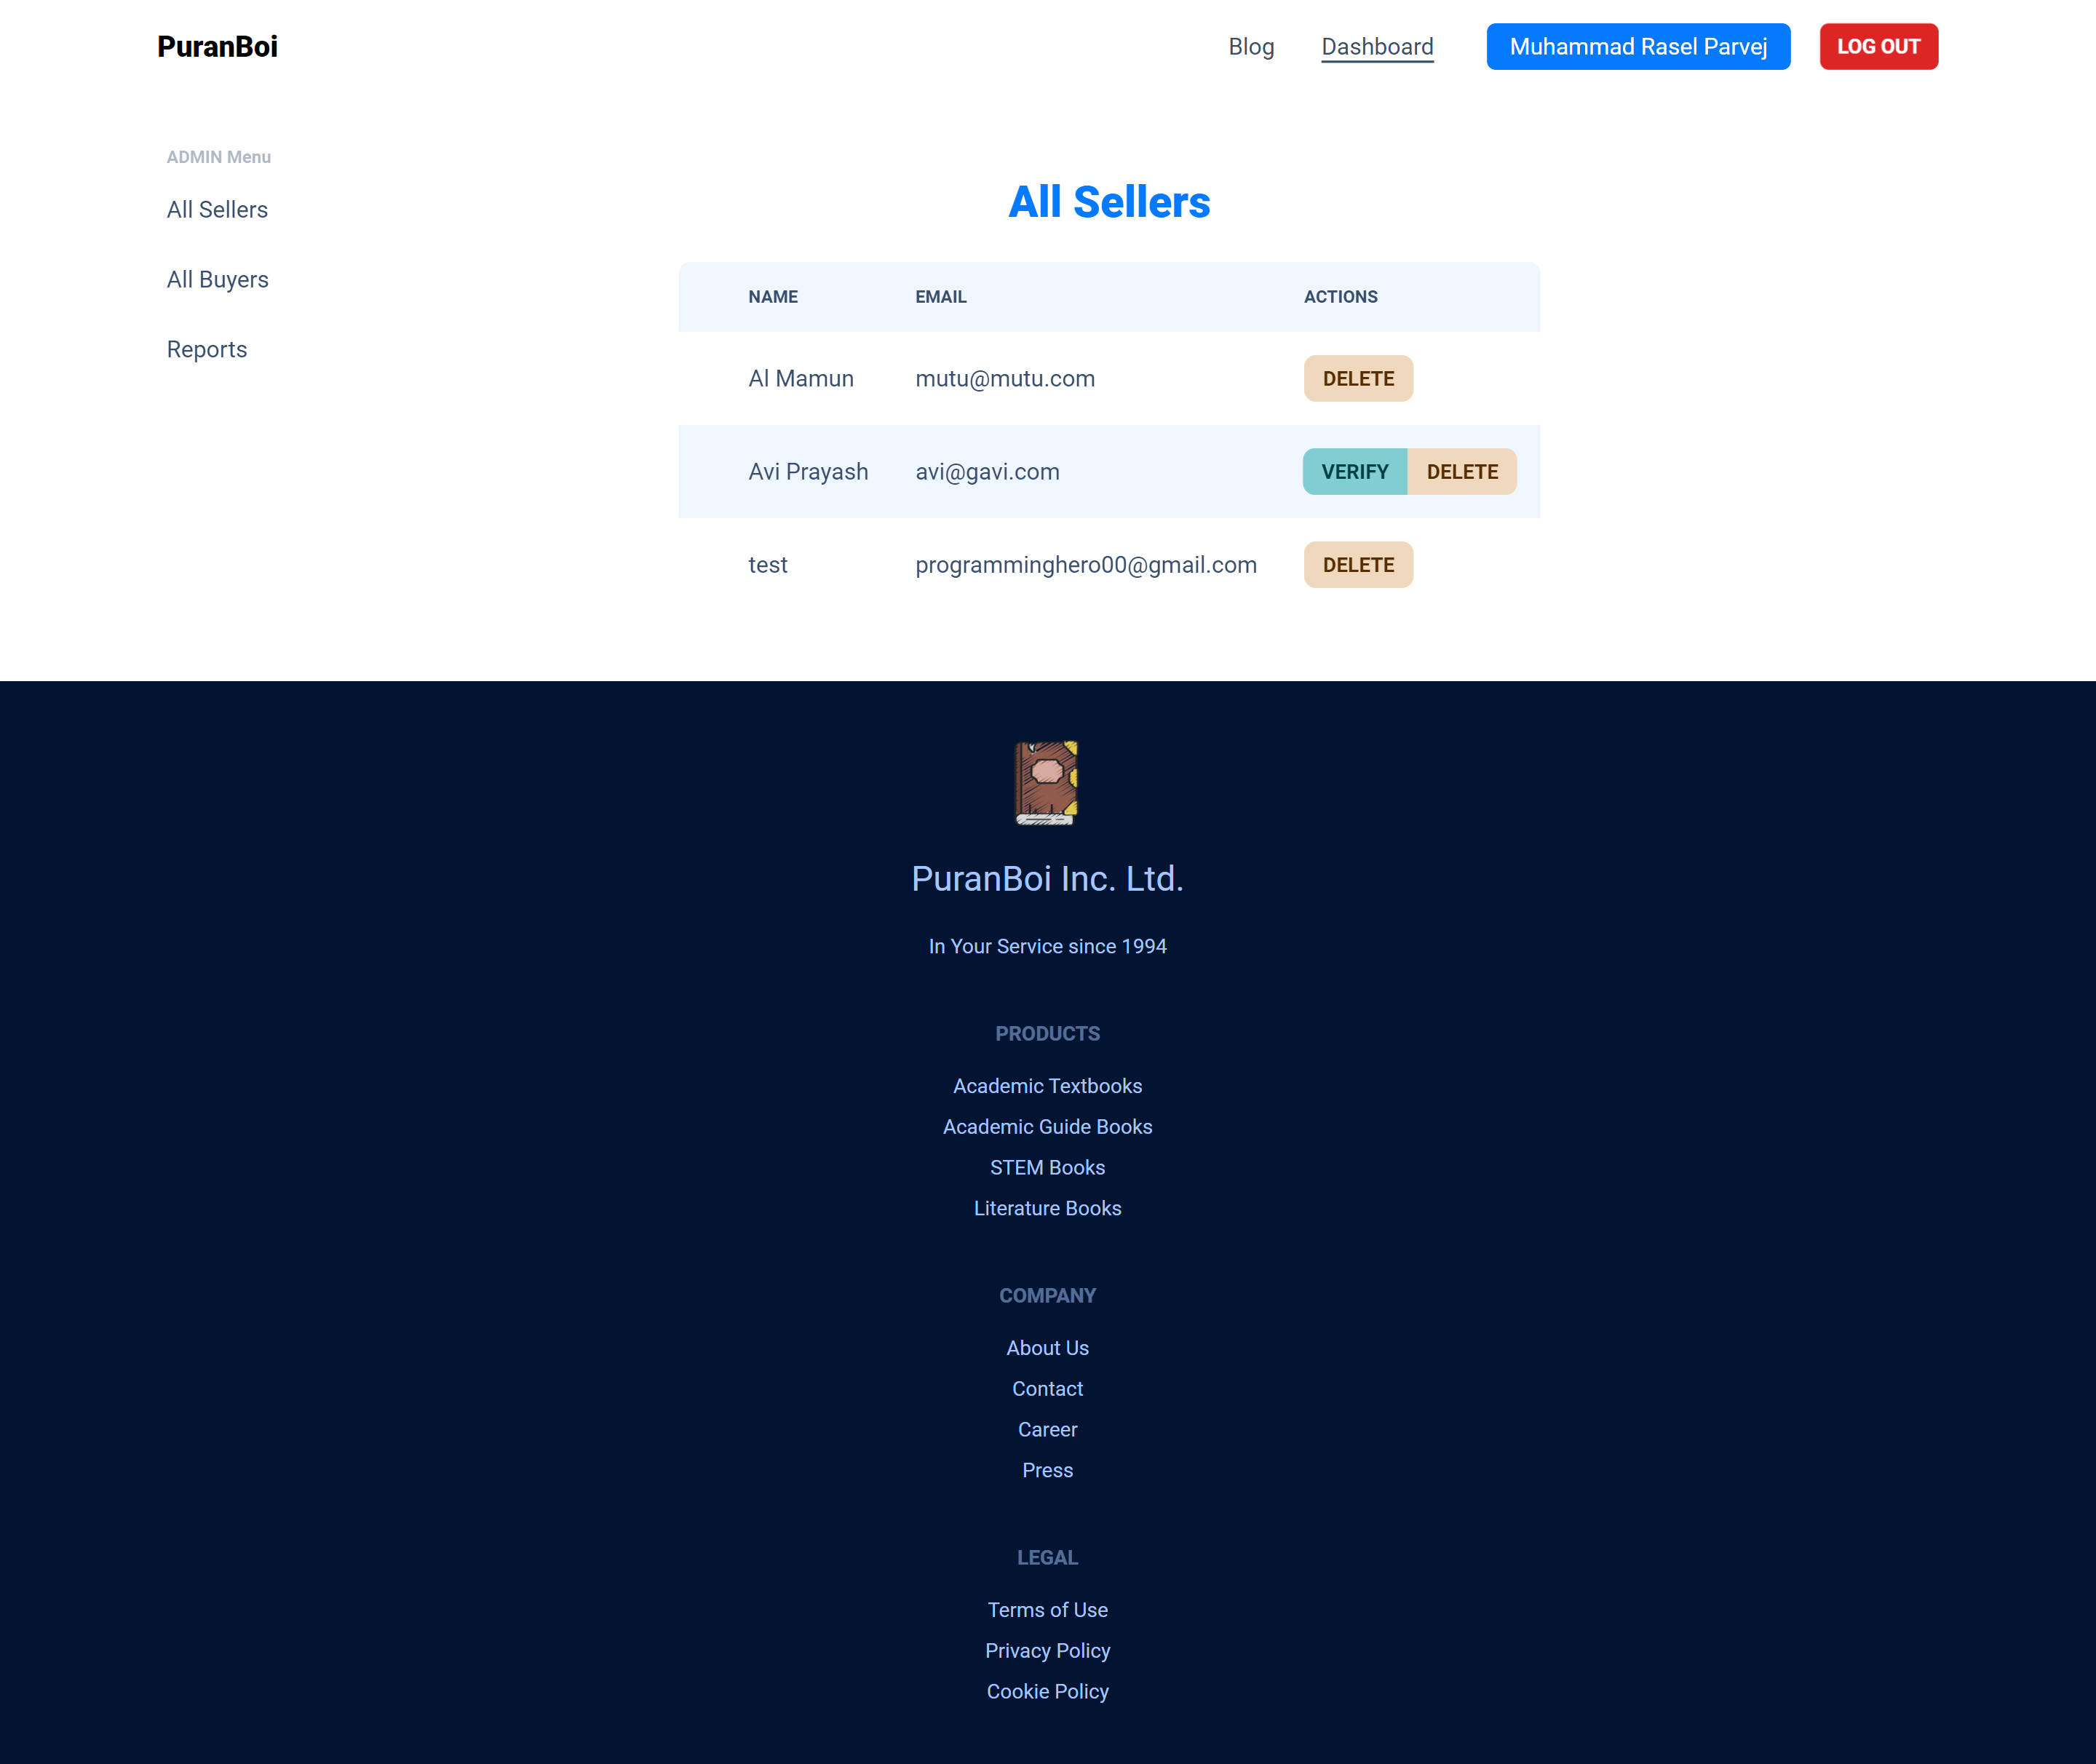 PuranBoi
Blog Dashboard Muhammad Rasel Parvej LOG OUT
ADMIN Menu
All Sellers
All Buyers
Reports
All Sellers
NAME EMAIL ACTIONS
Al Mamun mutu@mutu.com DELETE
Avi Prayash avi@gavi.com VERIFY DELETE
test programminghero00@gmail.com DELETE
PuranBoi Inc. Ltd.
In Your Service since 1994
PRODUCTS
Academic Textbooks
Academic Guide Books
STEM Books
Literature Books
COMPANY
About Us
Contact
Career
Press
LEGAL
Terms of Use
Privacy Policy
Cookie Policy